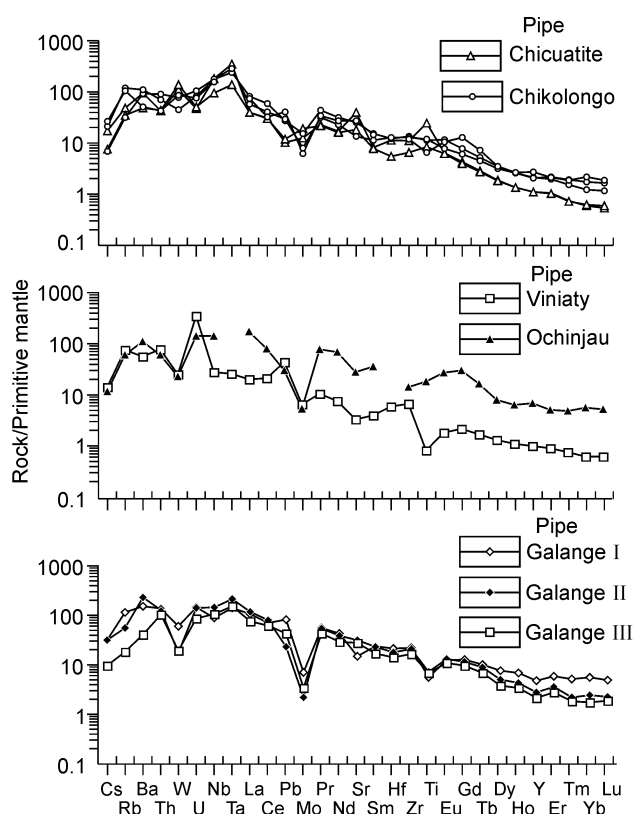 Pipe
Chicuatite
Chikolongo
1000
100
10
1
0.1
Rock/Primitive mantle
Pipe
Viniaty
Ochinjau
1000
100
10
1
0.1
Pipe
Galange I
Galange II
Galange III
1000
100
10
1
0.1
Cs Ba W Nb La Pb Pr Sr Hf Ti Gd Dy Y Tm Lu
Rb Th U Ta Ce Mo Nd Sm Zr Eu Tb Ho Er Yb